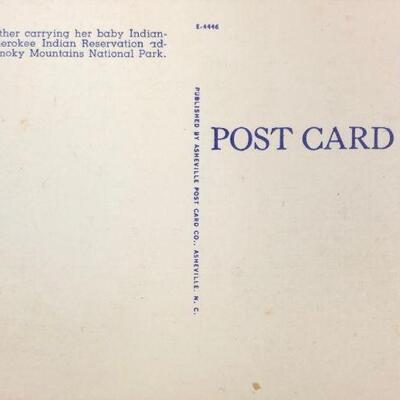 ther carrying her baby Indian-
erokee Indian Reservation ad-
noky Mountains National Park.
E-4446
PUBLISHED BY ASHEVILLE POST CARD CO., ASHEVILLE, N. C.
POST CARD